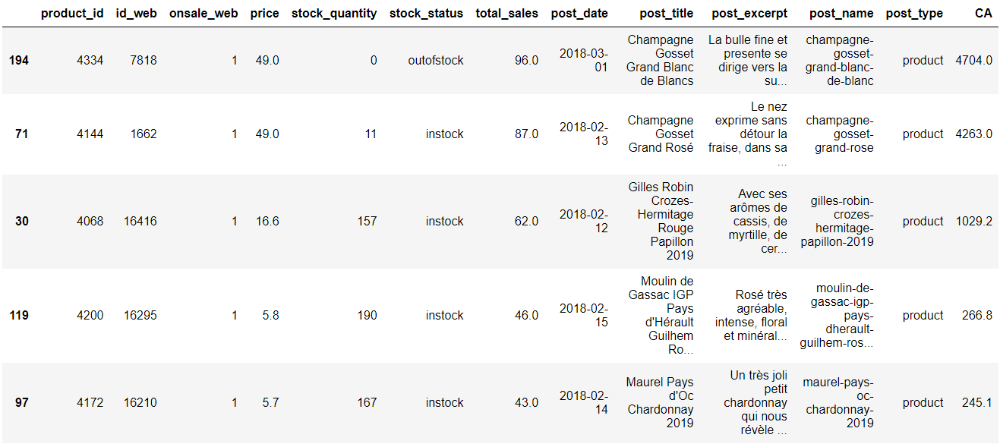 product_id id_web onsale_web price stock_quantity stock_status total_sales post_date post_title post_excerpt post_name post_type CA
194 4334 7818 1 49.0 0 outofstock 96.0 2018-03-01 Champagne Gosset Grand Blanc de Blancs La bulle fine et presente se dirige vers la su... champagne-gosset-grand-blanc-de-blanc product 4704.0
71 4144 1662 1 49.0 11 instock 87.0 2018-02-13 Champagne Gosset Grand Rosé Le nez exprime sans détour la fraise, dans sa ... champagne-gosset-grand-rose product 4263.0
30 4068 16416 1 16.6 157 instock 62.0 2018-02-12 Gilles Robin Crozes-Hermitage Rouge Papillon 2019 Avec ses arômes de cassis, de myrtille, de cer... gilles-robin-crozes-hermitage-papillon-2019 product 1029.2
119 4200 16295 1 5.8 190 instock 46.0 2018-02-15 Moulin de Gassac IGP Pays d'Hérault Guilhem Ro... Rosé très agréable, intense, floral et minéral... moulin-de-gassac-igp-pays-dherault-guilhem-ros... product 266.8
97 4172 16210 1 5.7 167 instock 43.0 2018-02-14 Maurel Pays d'Oc Chardonnay 2019 Un très joli petit chardonnay qui nous révèle ... maurel-pays-oc-chardonnay-2019 product 245.1